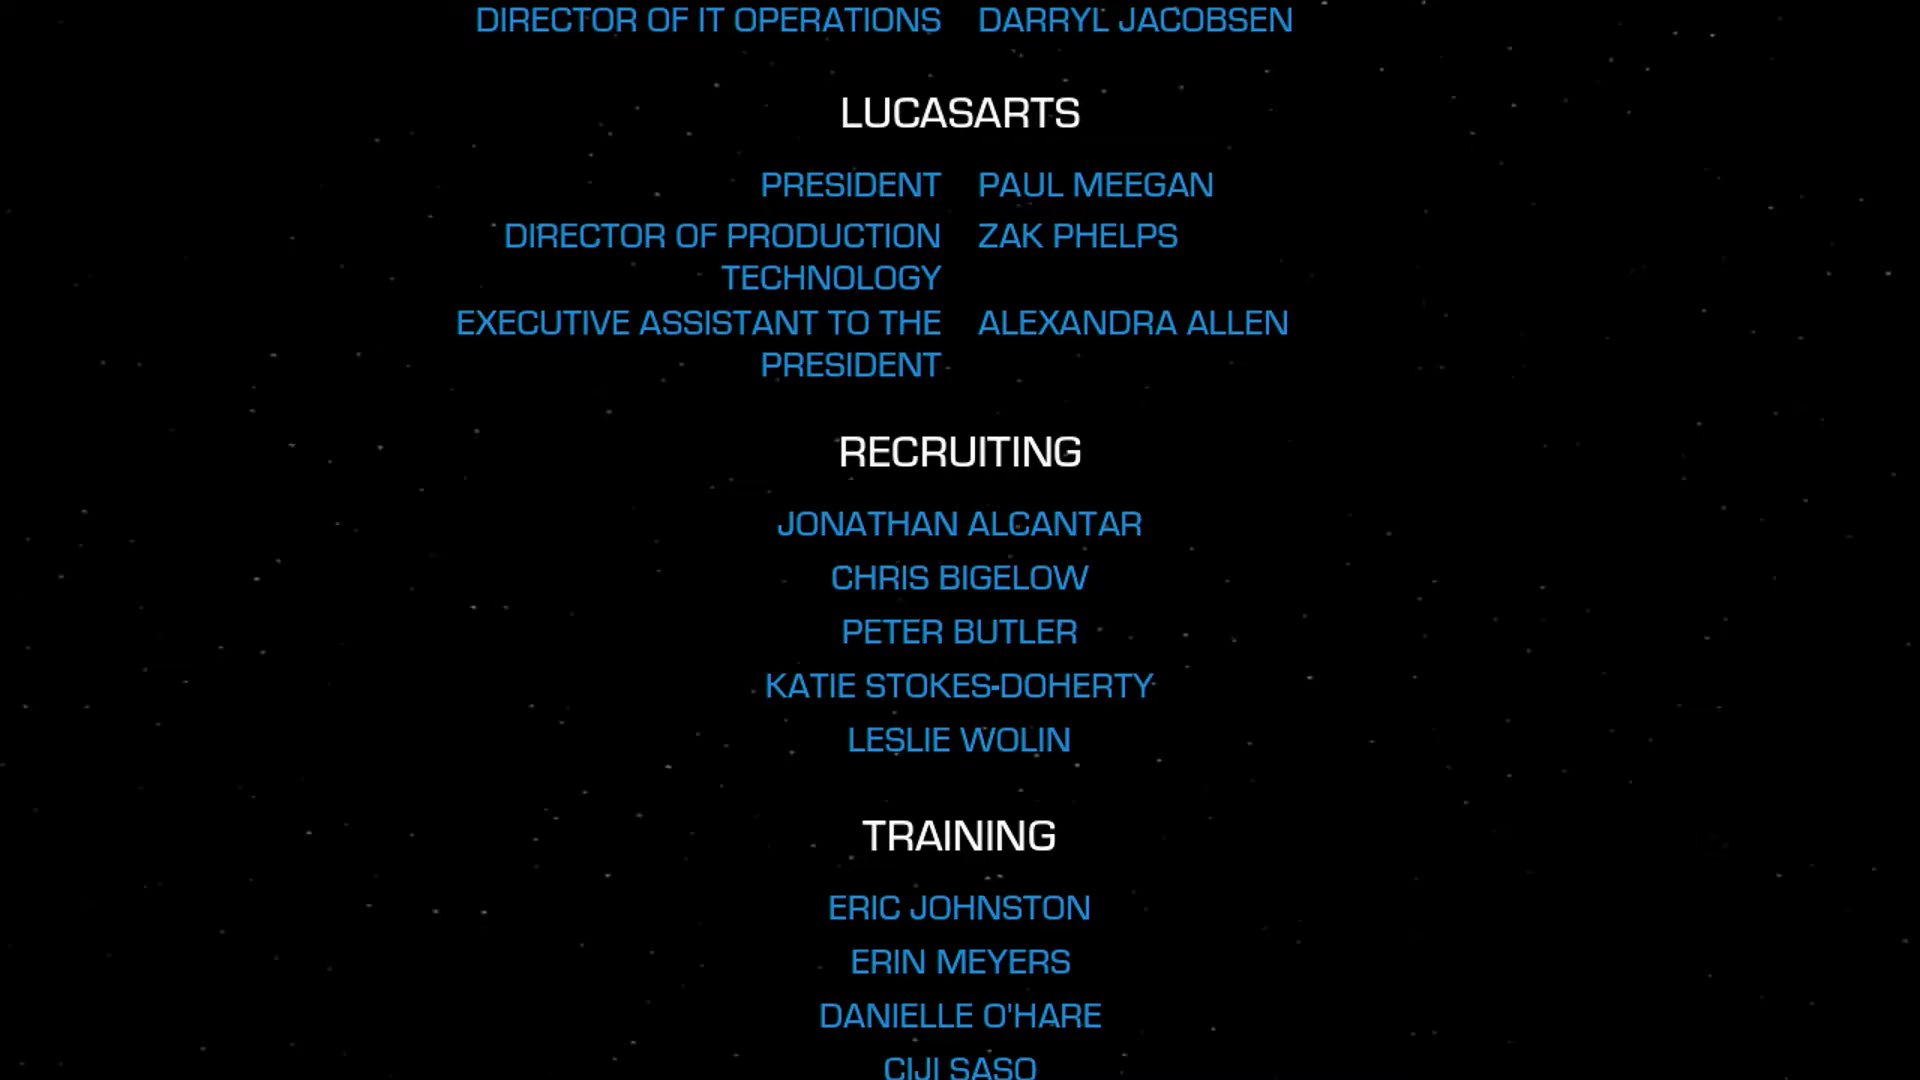 DIRECTOR OF IT OPERATIONS DARRYL JACOBSEN
LUCASARTS
PRESIDENT PAUL MEEGAN
DIRECTOR OF PRODUCTION ZAK PHELPS
TECHNOLOGY
EXECUTIVE ASSISTANT TO THE ALEXANDRA ALLEN
PRESIDENT
RECRUITING
JONATHAN ALCANTAR
CHRIS BIGELOW
PETER BUTLER
KATIE STOKES-DOHERTY
LESLIE WOLIN
TRAINING
ERIC JOHNSTON
ERIN MEYERS
DANIELLE O'HARE
CIJI SASO